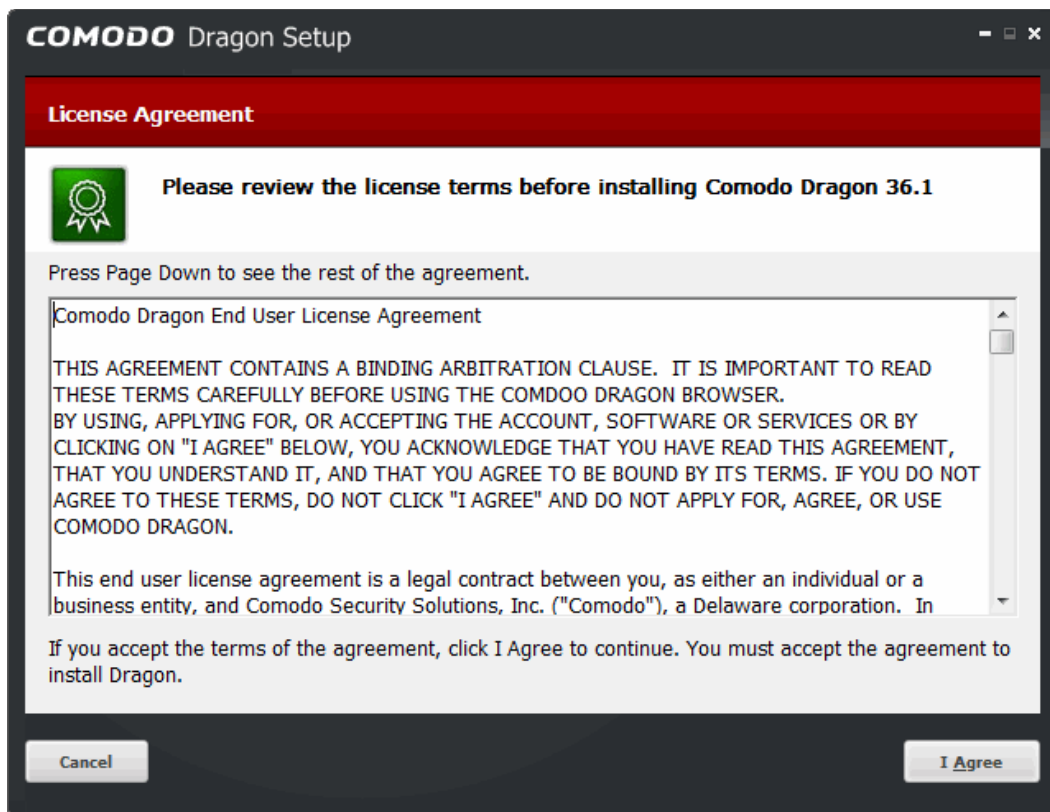 COMODO Dragon Setup
License Agreement
Please review the license terms before installing Comodo Dragon 36.1
Press Page Down to see the rest of the agreement.
Comodo Dragon End User License Agreement
THIS AGREEMENT CONTAINS A BINDING ARBITRATION CLAUSE.  IT IS IMPORTANT TO READ
THESE TERMS CAREFULLY BEFORE USING THE COMDOO DRAGON BROWSER.
BY USING, APPLYING FOR, OR ACCEPTING THE ACCOUNT, SOFTWARE OR SERVICES OR BY
CLICKING ON "I AGREE" BELOW, YOU ACKNOWLEDGE THAT YOU HAVE READ THIS AGREEMENT,
THAT YOU UNDERSTAND IT, AND THAT YOU AGREE TO BE BOUND BY ITS TERMS. IF YOU DO NOT
AGREE TO THESE TERMS, DO NOT CLICK "I AGREE" AND DO NOT APPLY FOR, AGREE, OR USE
COMODO DRAGON.
This end user license agreement is a legal contract between you, as either an individual or a
business entity, and Comodo Security Solutions, Inc. ("Comodo"), a Delaware corporation.  In
If you accept the terms of the agreement, click I Agree to continue. You must accept the agreement to
install Dragon.
Cancel
I Agree